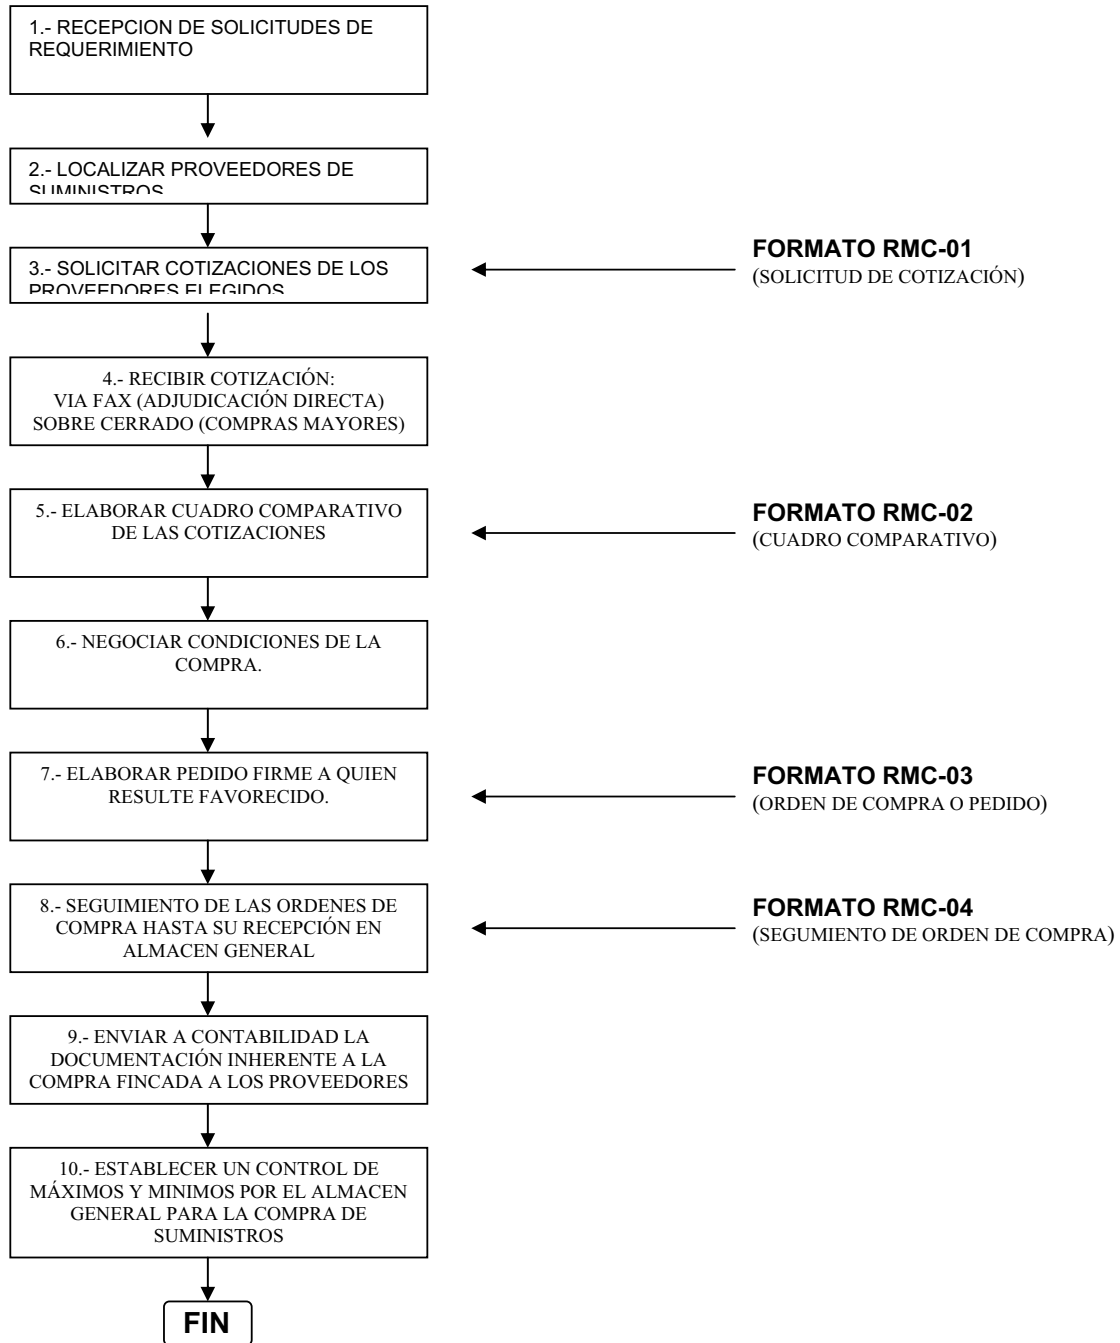 1.- RECEPCION DE SOLICITUDES DE
REQUERIMIENTO
2.- LOCALIZAR PROVEEDORES DE
SUMINISTROS
3.- SOLICITAR COTIZACIONES DE LOS
PROVEEDORES ELEGIDOS
FORMATO RMC-01
(SOLICITUD DE COTIZACIÓN)
4.- RECIBIR COTIZACIÓN:
VIA FAX (ADJUDICACIÓN DIRECTA)
SOBRE CERRADO (COMPRAS MAYORES)
5.- ELABORAR CUADRO COMPARATIVO
DE LAS COTIZACIONES
FORMATO RMC-02
(CUADRO COMPARATIVO)
6.- NEGOCIAR CONDICIONES DE LA
COMPRA.
7.- ELABORAR PEDIDO FIRME A QUIEN
RESULTE FAVORECIDO.
FORMATO RMC-03
(ORDEN DE COMPRA O PEDIDO)
8.- SEGUIMIENTO DE LAS ORDENES DE
COMPRA HASTA SU RECEPCIÓN EN
ALMACEN GENERAL
FORMATO RMC-04
(SEGUMIENTO DE ORDEN DE COMPRA)
9.- ENVIAR A CONTABILIDAD LA
DOCUMENTACIÓN INHERENTE A LA
COMPRA FINCADA A LOS PROVEEDORES
10.- ESTABLECER UN CONTROL DE
MÁXIMOS Y MINIMOS POR EL ALMACEN
GENERAL PARA LA COMPRA DE
SUMINISTROS
FIN